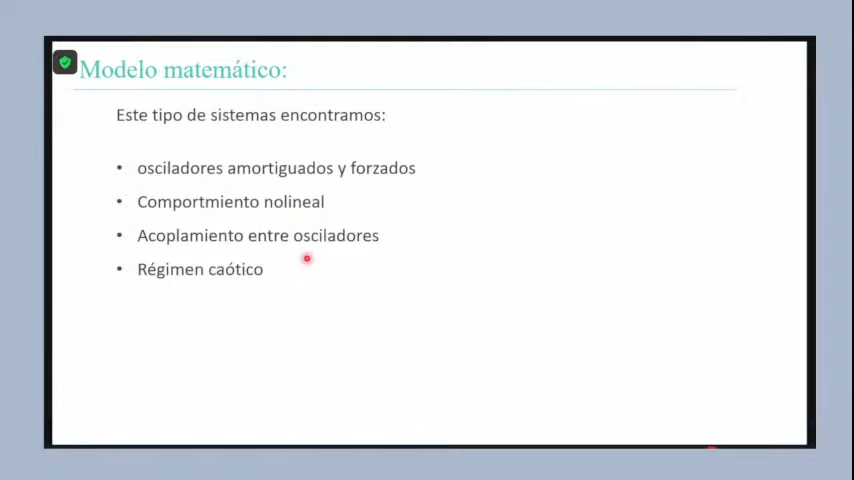 Modelo matemático:
Este tipo de sistemas encontramos:
• osciladores amortiguados y forzados
• Comportmiento nolineal
• Acoplamiento entre osciladores
• Régimen caótico